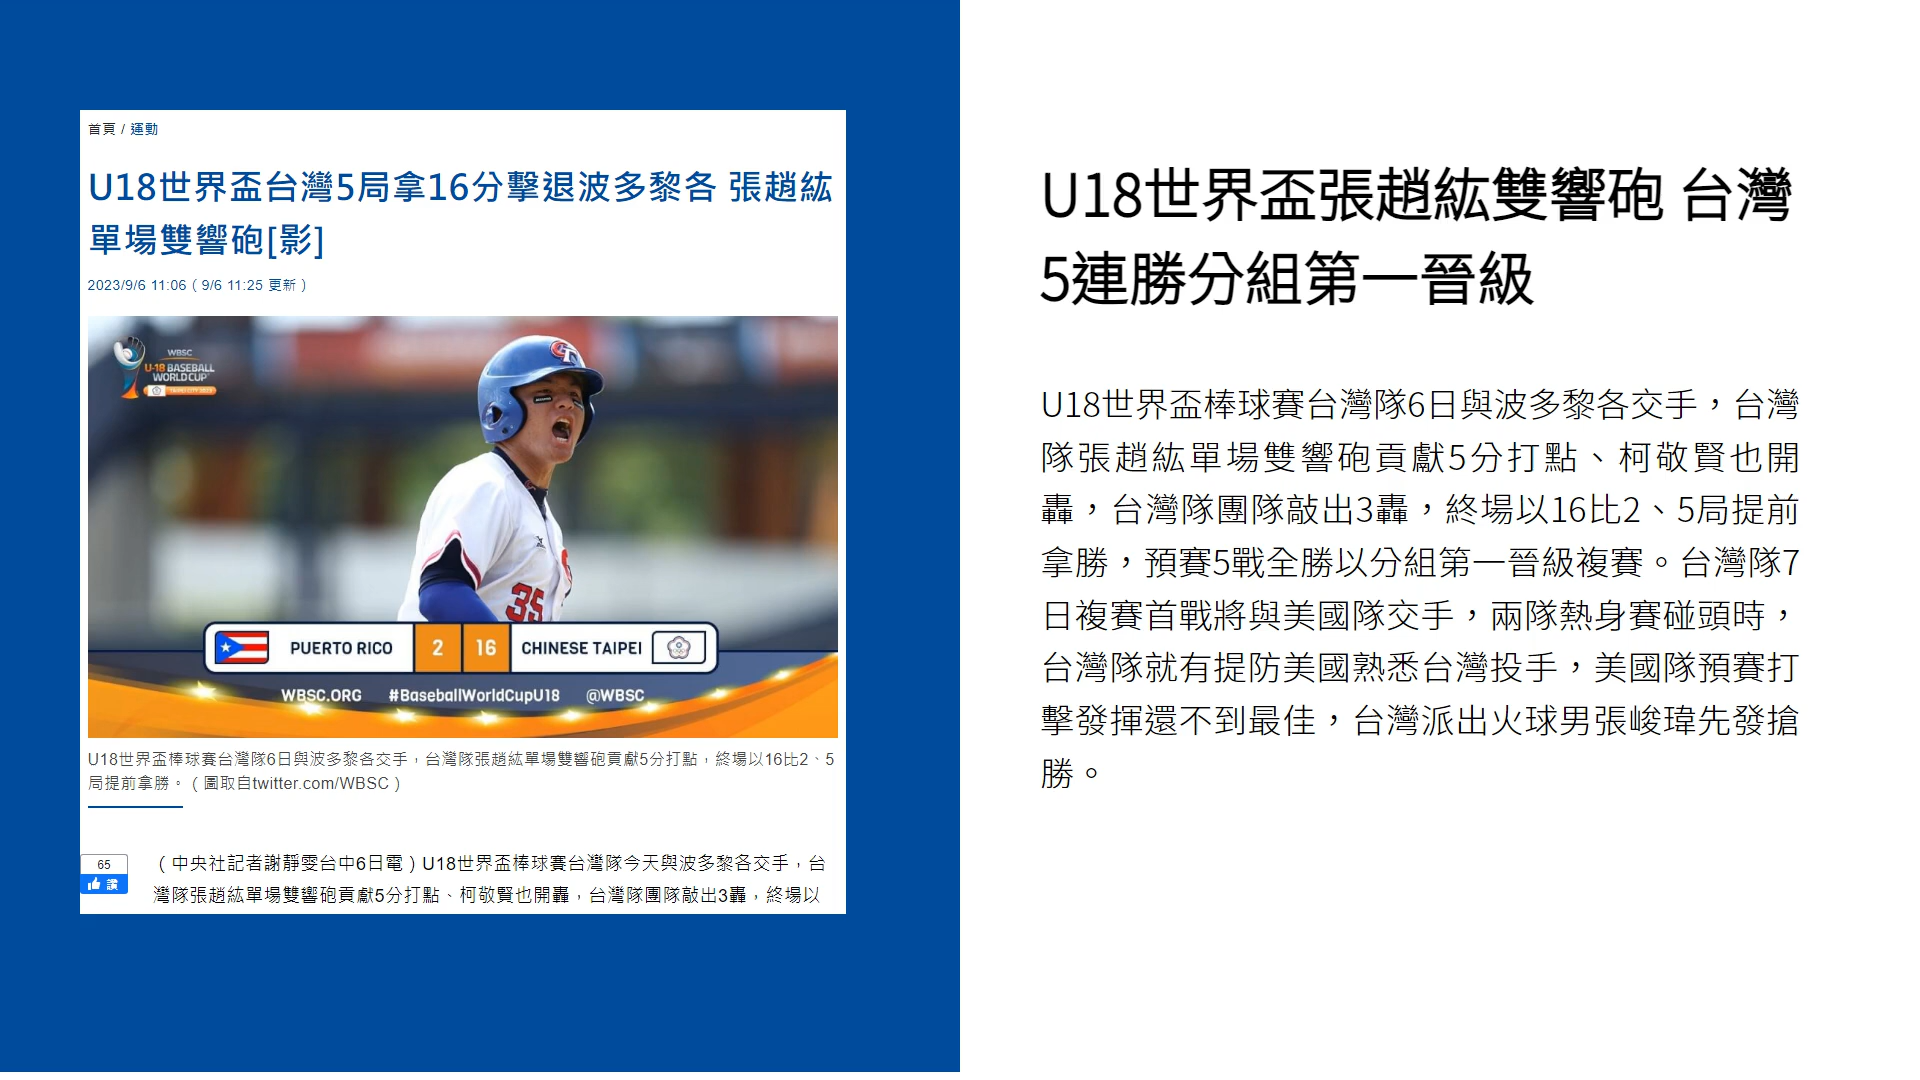 首頁 / 運動
U18世界盃台灣5局拿16分擊退波多黎各 張趙紘
單場雙響砲[影]
2023/9/6 11:06（9/6 11:25 更新）
WBSC
U-18 BASEBALL
WORLD CUP
CT
35
PUERTO RICO 2 16 CHINESE TAIPEI
WBSC.ORG #BaseballWorldCupU18 @WBSC
U18世界盃棒球賽台灣隊6日與波多黎各交手，台灣隊張趙紘單場雙響砲貢獻5分打點，終場以16比2、5
局提前拿勝。（圖取自twitter.com/WBSC）
65
讚
（中央社記者謝靜雯台中6日電）U18世界盃棒球賽台灣隊今天與波多黎各交手，台
灣隊張趙紘單場雙響砲貢獻5分打點、柯敬賢也開轟，台灣隊團隊敲出3轟，終場以
U18世界盃張趙紘雙響砲 台灣
5連勝分組第一晉級
U18世界盃棒球賽台灣隊6日與波多黎各交手，台灣
隊張趙紘單場雙響砲貢獻5分打點、柯敬賢也開
轟，台灣隊團隊敲出3轟，終場以16比2、5局提前
拿勝，預賽5戰全勝以分組第一晉級複賽。台灣隊7
日複賽首戰將與美國隊交手，兩隊熱身賽碰頭時，
台灣隊就有提防美國熟悉台灣投手，美國隊預賽打
擊發揮還不到最佳，台灣派出火球男張峻瑋先發搶
勝。